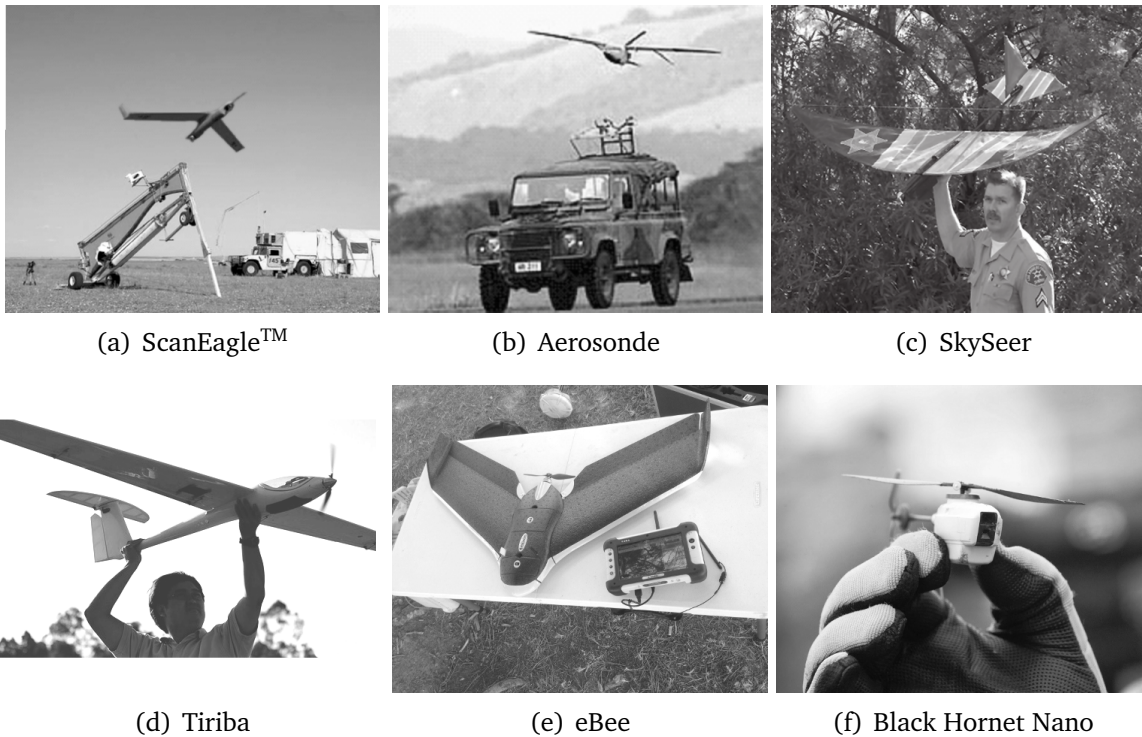 (a) ScanEagle™
(b) Aerosonde
(c) SkySeer
(d) Tiriba
(e) eBee
(f) Black Hornet Nano